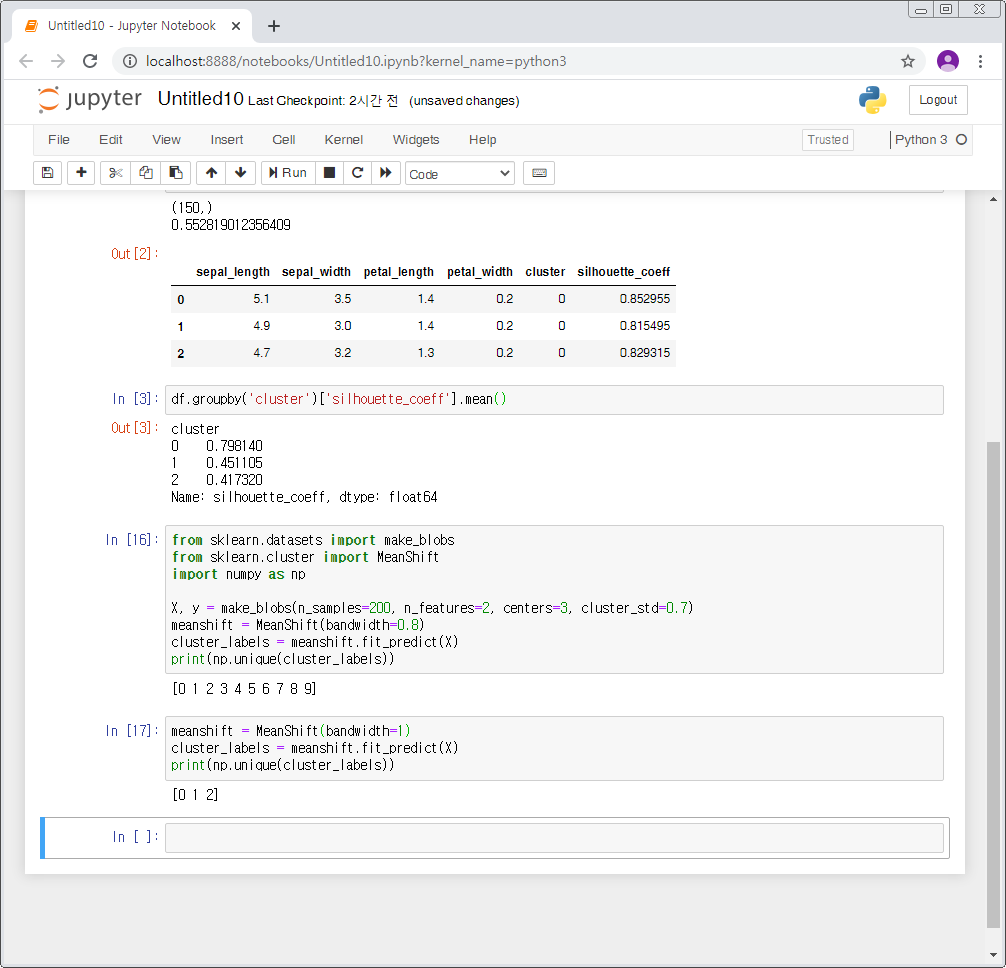 Untitled10 - Jupyter Notebook
localhost:8888/notebooks/Untitled10.ipynb?kernel_name=python3
jupyter Untitled10 Last Checkpoint: 2시간 전 (unsaved changes) Logout
File Edit View Insert Cell Kernel Widgets Help Trusted Python 3
Run Code
(150,)
0.552819012356409
Out[2]:
sepal_length sepal_width petal_length petal_width cluster silhouette_coeff
0 5.1 3.5 1.4 0.2 0 0.852955
1 4.9 3.0 1.4 0.2 0 0.815495
2 4.7 3.2 1.3 0.2 0 0.829315
In [3]: df.groupby('cluster')['silhouette_coeff'].mean()
Out[3]: cluster
0 0.798140
1 0.451105
2 0.417320
Name: silhouette_coeff, dtype: float64
In [16]: from sklearn.datasets import make_blobs
from sklearn.cluster import MeanShift
import numpy as np
X, y = make_blobs(n_samples=200, n_features=2, centers=3, cluster_std=0.7)
meanshift = MeanShift(bandwidth=0.8)
cluster_labels = meanshift.fit_predict(X)
print(np.unique(cluster_labels))
[0 1 2 3 4 5 6 7 8 9]
In [17]: meanshift = MeanShift(bandwidth=1)
cluster_labels = meanshift.fit_predict(X)
print(np.unique(cluster_labels))
[0 1 2]
In [ ]: